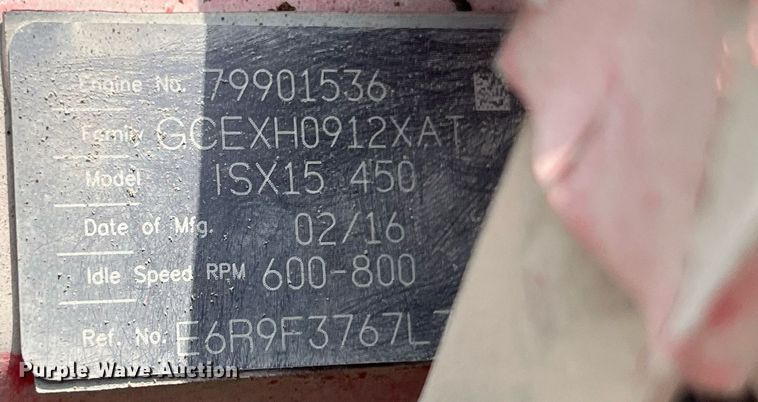 Engine No. 79901536
Family GCEXH0912XAT
Model ISX15 450
Date of Mfg. 02/16
Idle Speed RPM 600-800
Ref. No. E6R9F3767L
Purple Wave Auction